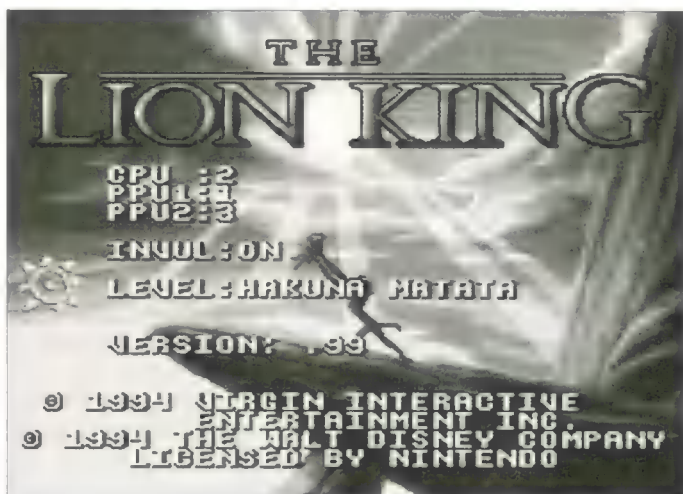 THE
LION KING
CPU :2
PPU1:1
PPU2:3
INVUL:ON
LEVEL:HAKUNA MATATA
VERSION: .99
© 1994 VIRGIN INTERACTIVE
ENTERTAINMENT INC.
© 1994 THE WALT DISNEY COMPANY
LICENSED BY NINTENDO